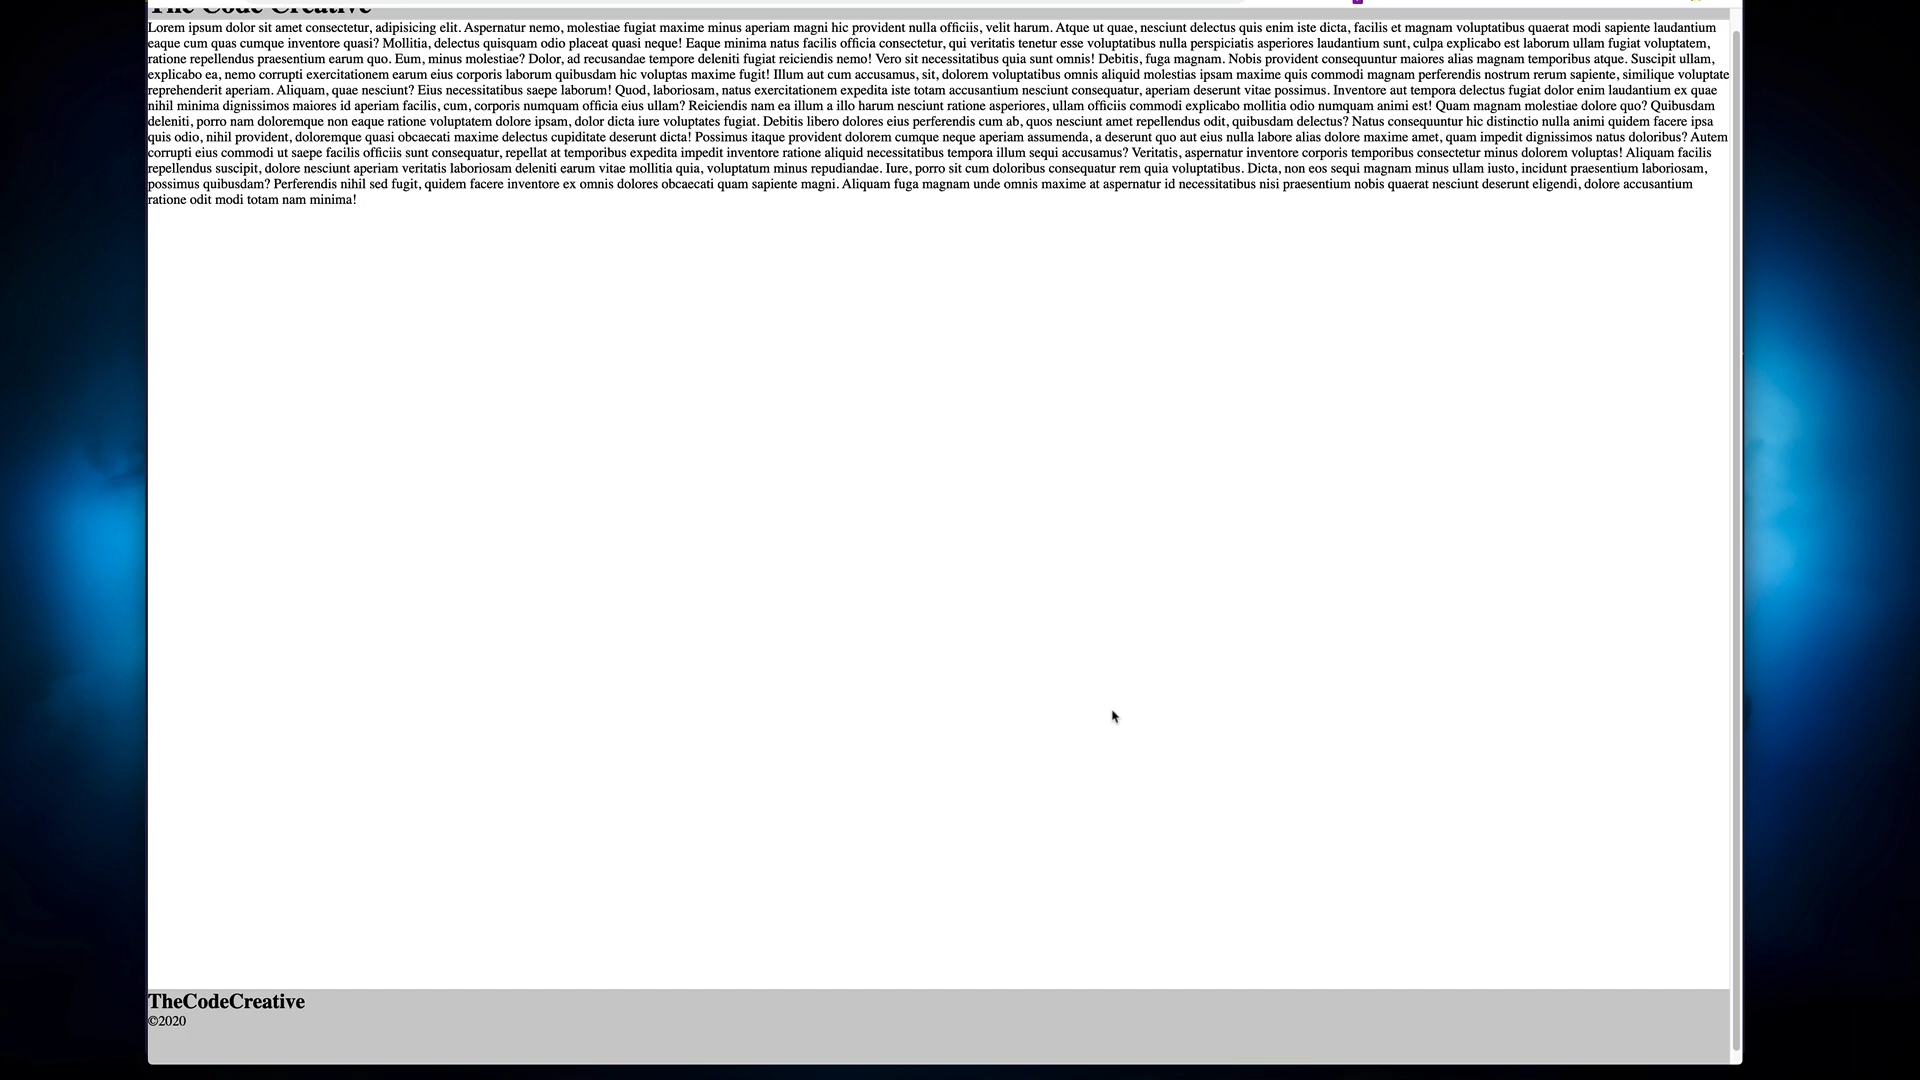 The Code Creative
Lorem ipsum dolor sit amet consectetur, adipisicing elit. Aspernatur nemo, molestiae fugiat maxime minus aperiam magni hic provident nulla officiis, velit harum. Atque ut quae, nesciunt delectus quis enim iste dicta, facilis et magnam voluptatibus quaerat modi sapiente laudantium
eaque cum quas cumque inventore quasi? Mollitia, delectus quisquam odio placeat quasi neque! Eaque minima natus facilis officia consectetur, qui veritatis tenetur esse voluptatibus nulla perspiciatis asperiores laudantium sunt, culpa explicabo est laborum ullam fugiat voluptatem,
ratione repellendus praesentium earum quo. Eum, minus molestiae? Dolor, ad recusandae tempore deleniti fugiat reiciendis nemo! Vero sit necessitatibus quia sunt omnis! Debitis, fuga magnam. Nobis provident consequuntur maiores alias magnam temporibus atque. Suscipit ullam,
explicabo ea, nemo corrupti exercitationem earum eius corporis laborum quibusdam hic voluptas maxime fugit! Illum aut cum accusamus, sit, dolorem voluptatibus omnis aliquid molestias ipsam maxime quis commodi magnam perferendis nostrum rerum sapiente, similique voluptate
reprehenderit aperiam. Aliquam, quae nesciunt? Eius necessitatibus saepe laborum! Quod, laboriosam, natus exercitationem expedita iste totam accusantium nesciunt consequatur, aperiam deserunt vitae possimus. Inventore aut tempora delectus fugiat dolor enim laudantium ex quae
nihil minima dignissimos maiores id aperiam facilis, cum, corporis numquam officia eius ullam? Reiciendis nam ea illum a illo harum nesciunt ratione asperiores, ullam officiis commodi explicabo mollitia odio numquam animi est! Quam magnam molestiae dolore quo? Quibusdam
deleniti, porro nam doloremque non eaque ratione voluptatem dolore ipsam, dolor dicta iure voluptates fugiat. Debitis libero dolores eius perferendis cum ab, quos nesciunt amet repellendus odit, quibusdam delectus? Natus consequuntur hic distinctio nulla animi quidem facere ipsa
quis odio, nihil provident, doloremque quasi obcaecati maxime delectus cupiditate deserunt dicta! Possimus itaque provident dolorem cumque neque aperiam assumenda, a deserunt quo aut eius nulla labore alias dolore maxime amet, quam impedit dignissimos natus doloribus? Autem
corrupti eius commodi ut saepe facilis officiis sunt consequatur, repellat at temporibus expedita impedit inventore ratione aliquid necessitatibus tempora illum sequi accusamus? Veritatis, aspernatur inventore corporis temporibus consectetur minus dolorem voluptas! Aliquam facilis
repellendus suscipit, dolore nesciunt aperiam veritatis laboriosam deleniti earum vitae mollitia quia, voluptatum minus repudiandae. Iure, porro sit cum doloribus consequatur rem quia voluptatibus. Dicta, non eos sequi magnam minus ullam iusto, incidunt praesentium laboriosam,
possimus quibusdam? Perferendis nihil sed fugit, quidem facere inventore ex omnis dolores obcaecati quam sapiente magni. Aliquam fuga magnam unde omnis maxime at aspernatur id necessitatibus nisi praesentium nobis quaerat nesciunt deserunt eligendi, dolore accusantium
ratione odit modi totam nam minima!
TheCodeCreative
©2020